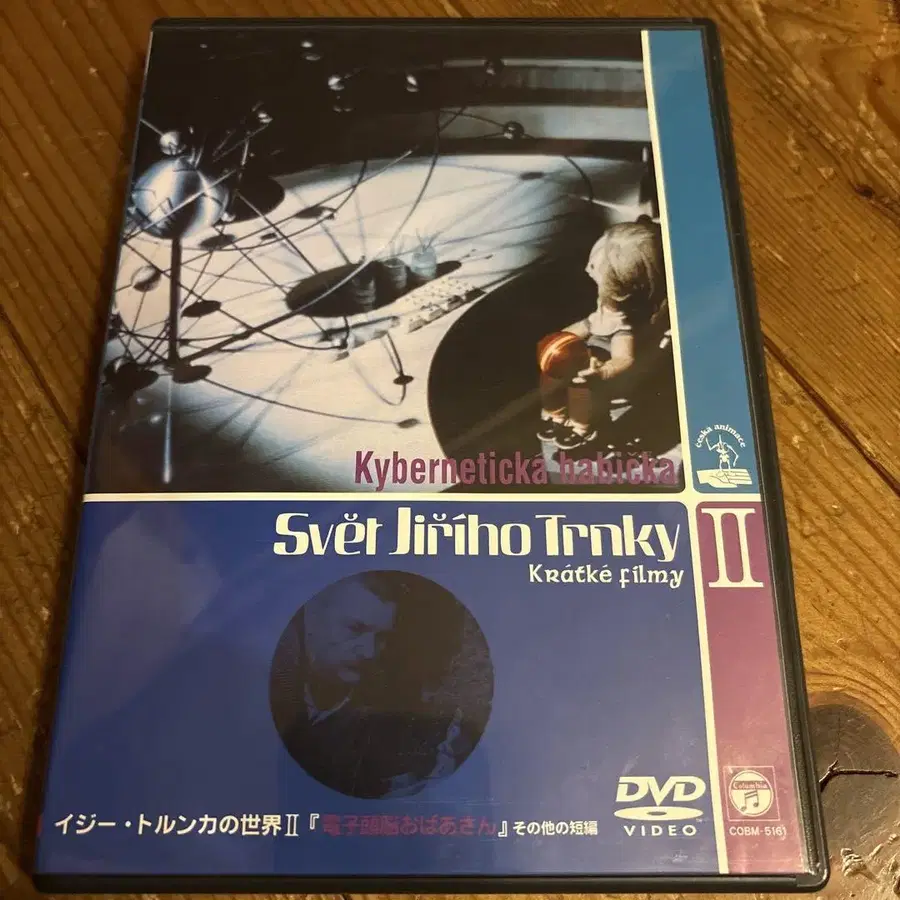 Kybernetická babička
česka animace
Svět Jiřího Trnky
II
Krátké filmy
DVD
VIDEO
Columbia
COBM-5161
イジー・トルンカの世界II『電子頭脳おばあさん』その他の短編